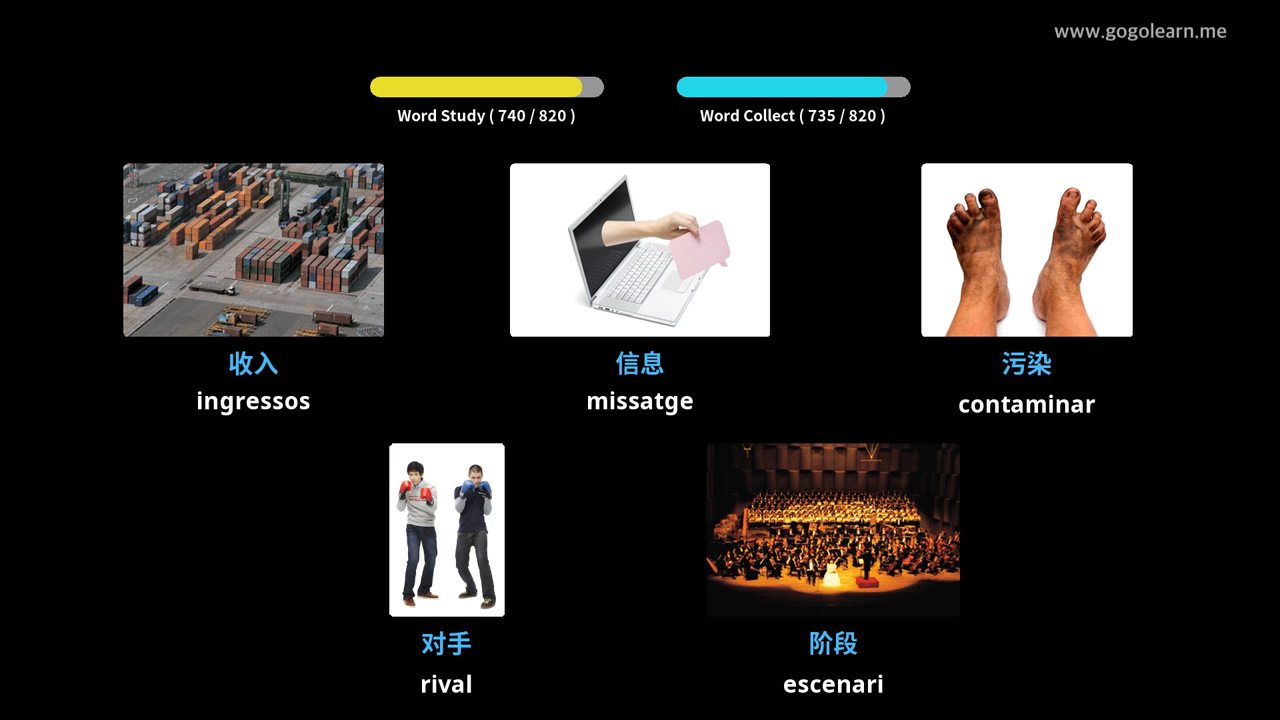 www.gogolearn.me
Word Study ( 740 / 820 )
Word Collect ( 735 / 820 )
收入
ingressos
信息
missatge
污染
contaminar
对手
rival
阶段
escenari